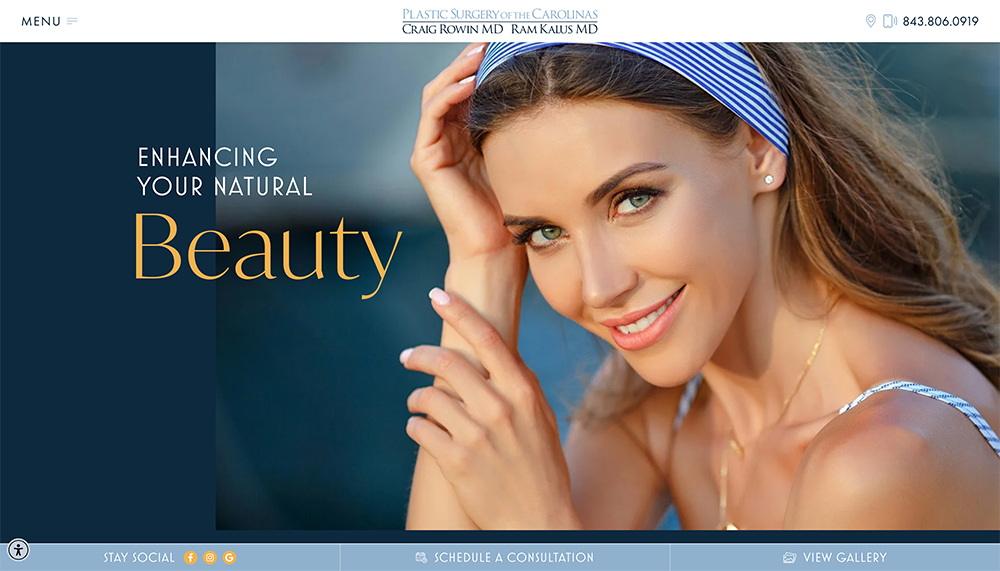 MENU
PLASTIC SURGERY OF THE CAROLINAS
CRAIG ROWIN MD RAM KALUS MD
843.806.0919
ENHANCING
YOUR NATURAL
Beauty
STAY SOCIAL
SCHEDULE A CONSULTATION
VIEW GALLERY